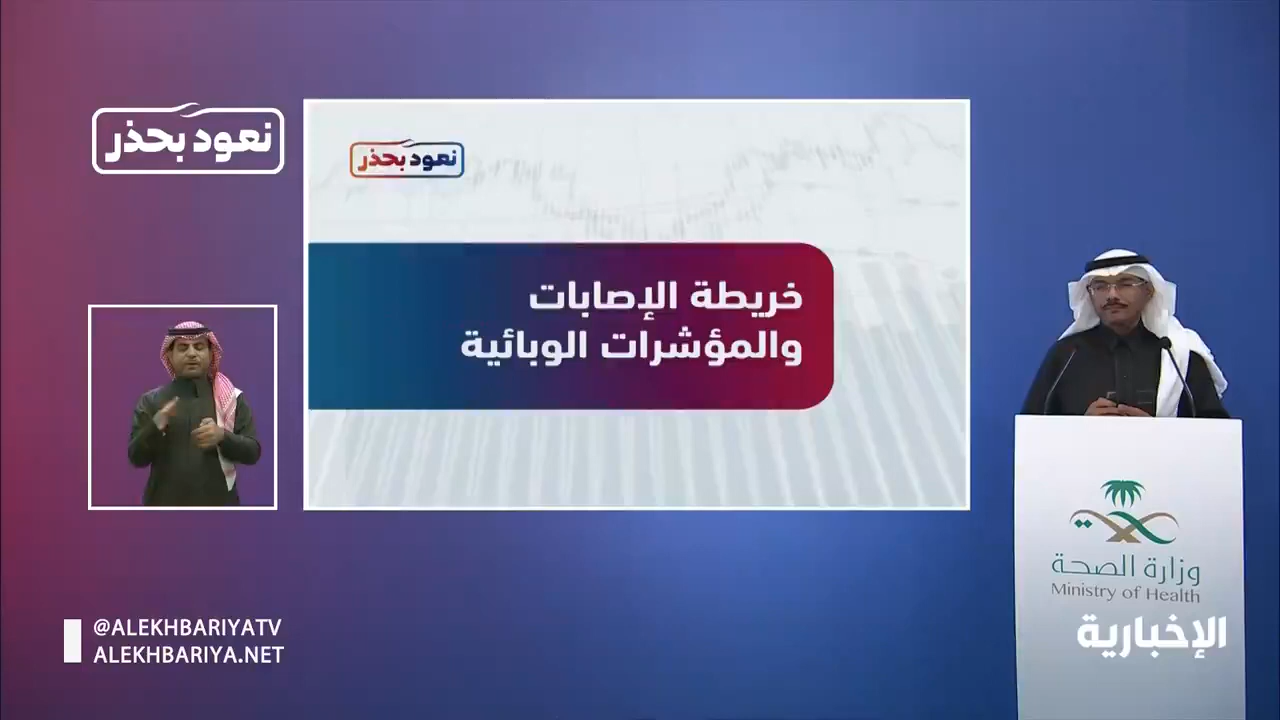 نعود بحذر
نعود بحذر
خريطة الإصابات
والمؤشرات الوبائية
وزارة الصحة
Ministry of Health
الإخبارية
@ALEKHBARIYATV
ALEKHBARIYA.NET